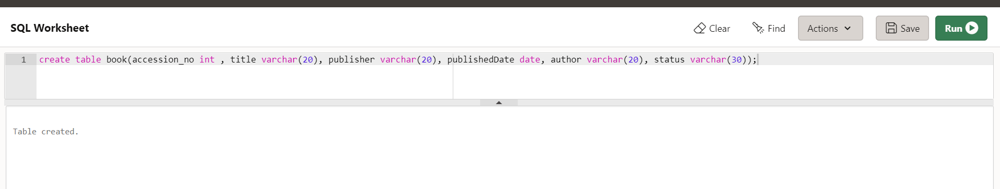 SQL Worksheet
Clear
Find
Actions
Save
Run
1
create table book(accession_no int , title varchar(20), publisher varchar(20), publishedDate date, author varchar(20), status varchar(30));
Table created.